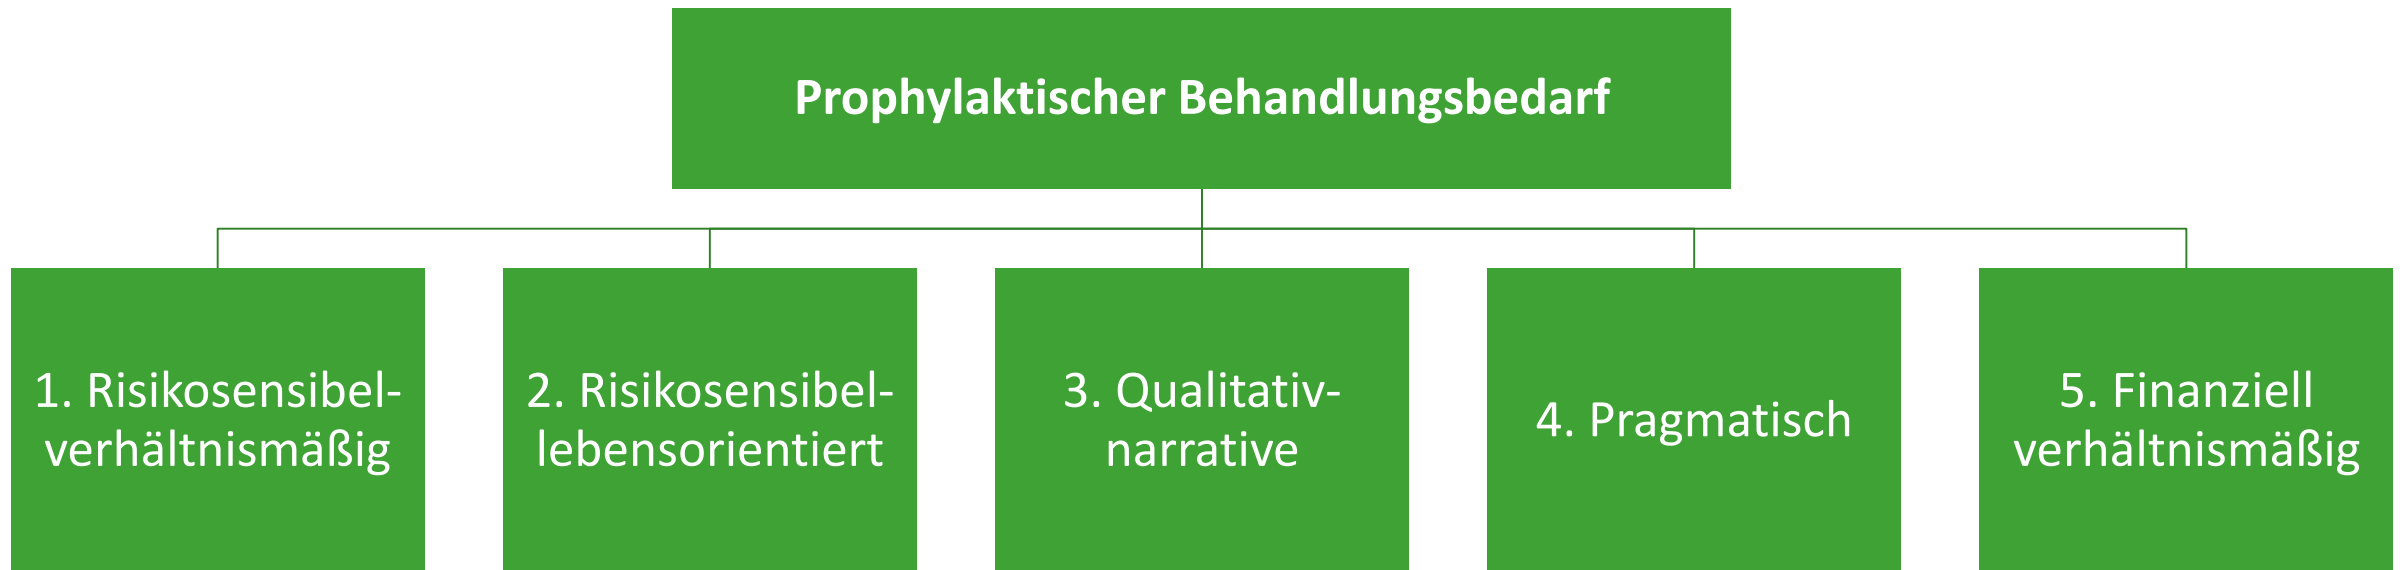 Prophylaktischer Behandlungsbedarf
1. Risikosensibel-
verhältnismäßig
2. Risikosensibel-
lebensorientiert
3. Qualitativ-
narrative
4. Pragmatisch
5. Finanziell
verhältnismäßig